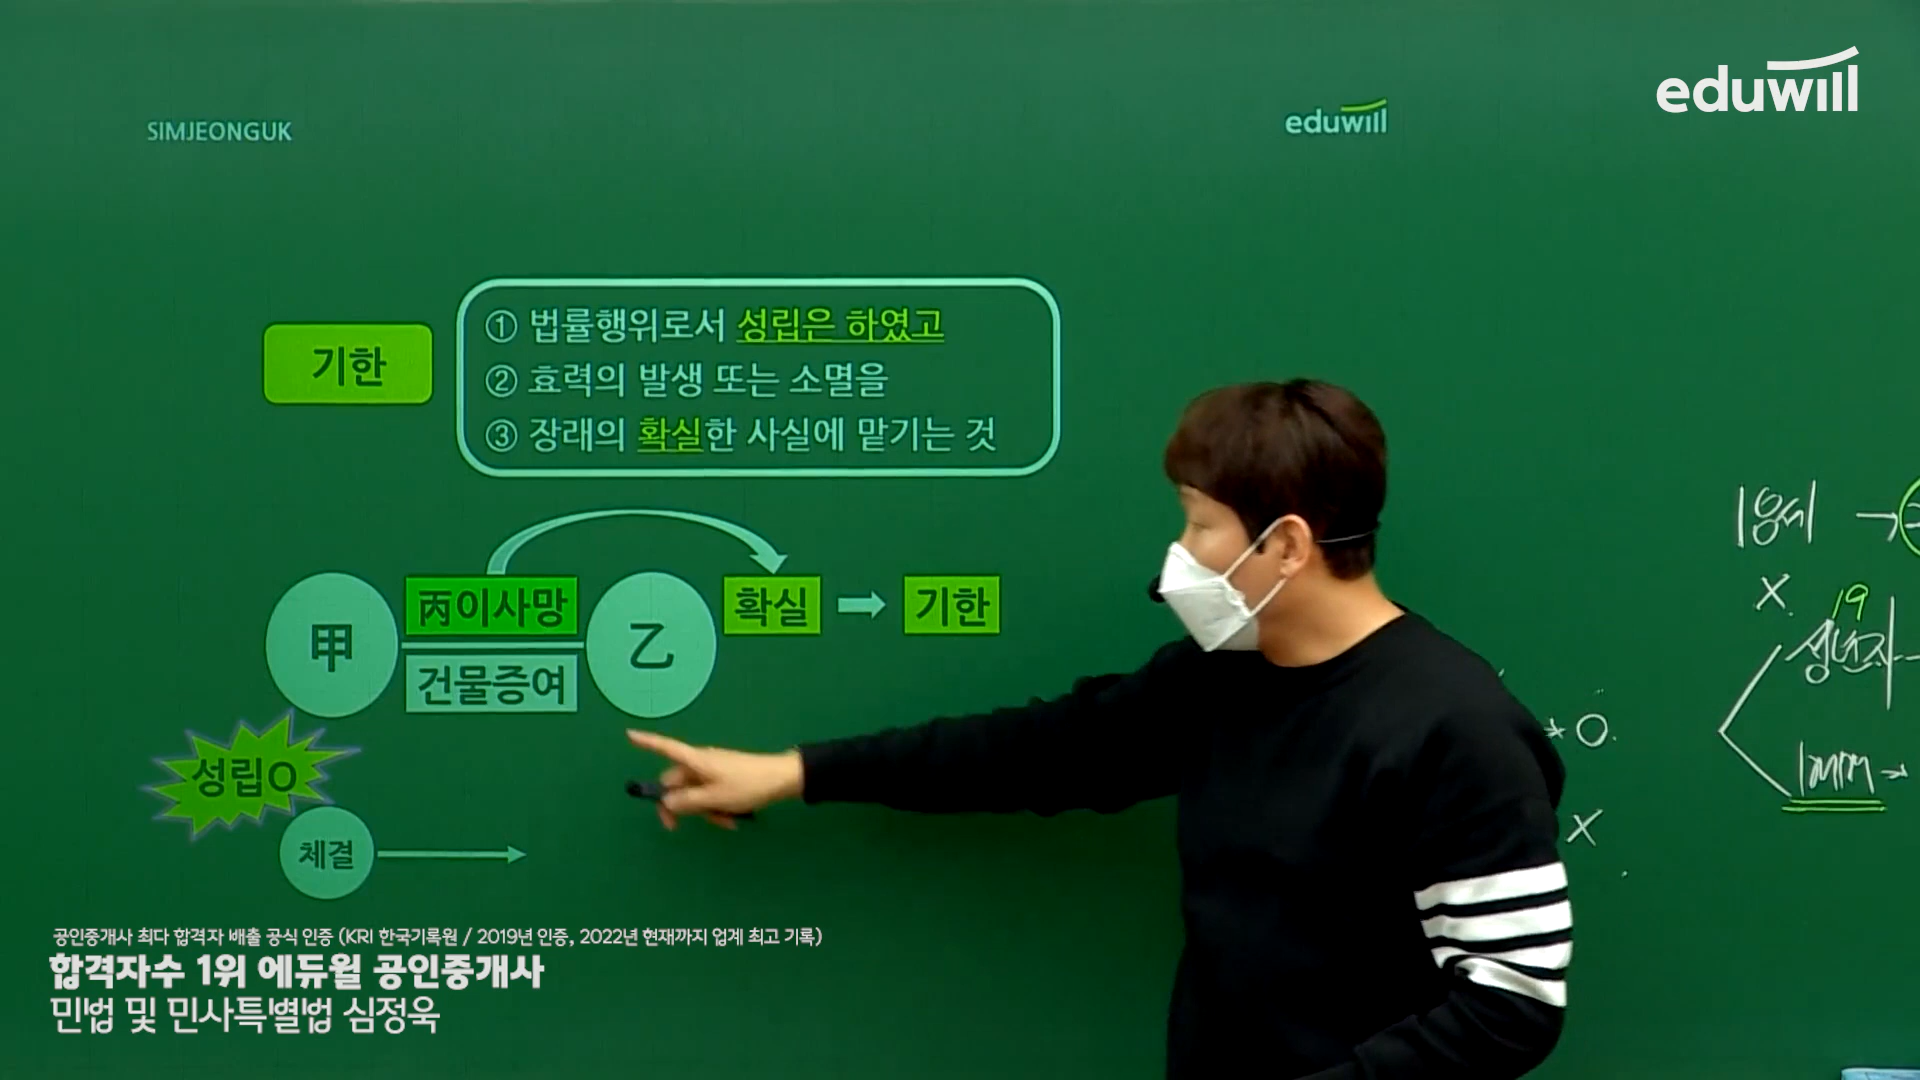 eduwill
SIMJEONGUK
eduwill
기한
① 법률행위로서 성립은 하였고
② 효력의 발생 또는 소멸을
③ 장래의 확실한 사실에 맡기는 것
甲
丙이사망
건물증여
乙
확실
기한
성립O
체결
X
19
성년자
O
X
공인중개사 최다 합격자 배출 공식 인증 (KRI 한국기록원 / 2019년 인증, 2022년 현재까지 업계 최고 기록)
합격자수 1위 에듀윌 공인중개사
민법 및 민사특별법 심정욱